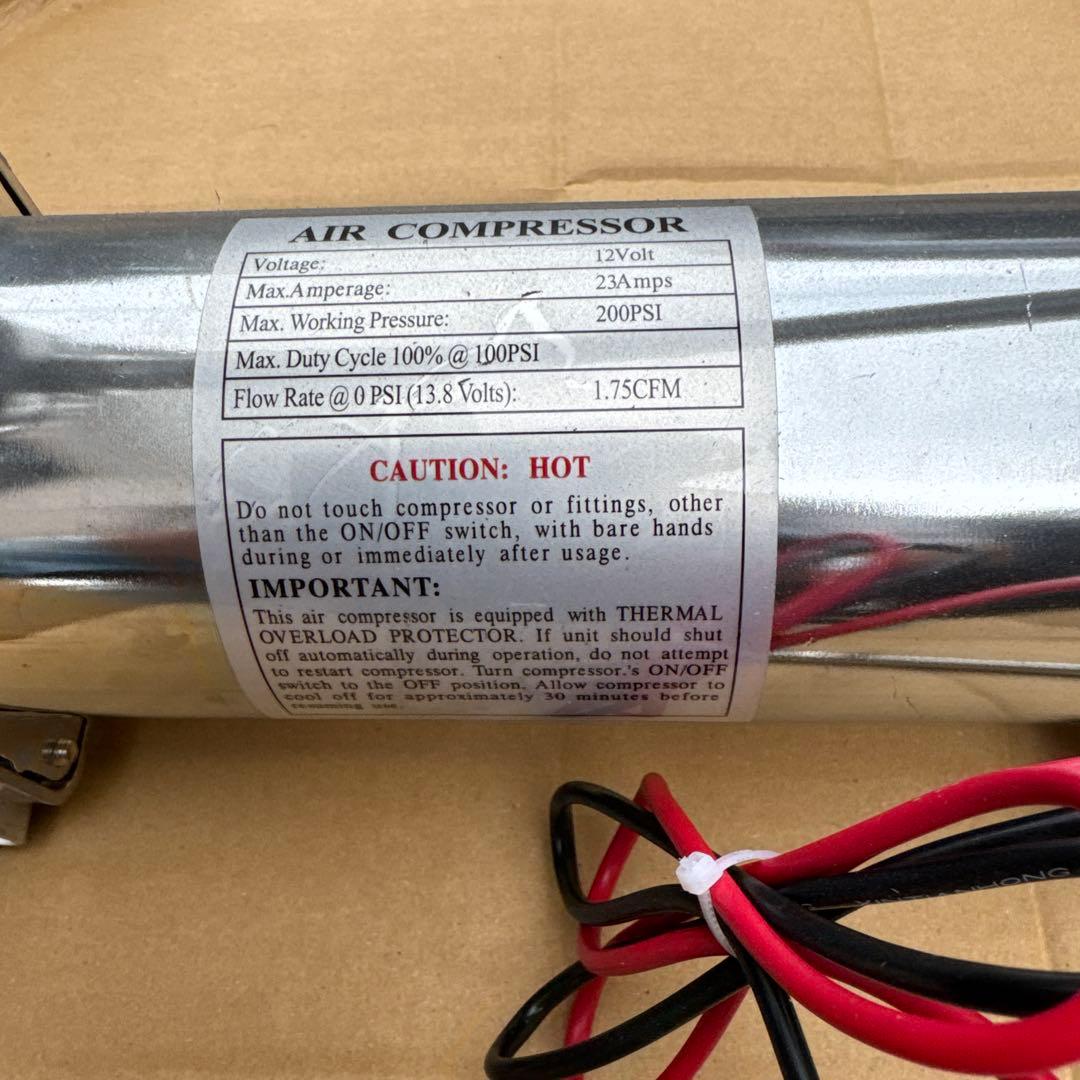 AIR COMPRESSOR
Voltage: 12Volt
Max.Amperage: 23Amps
Max. Working Pressure: 200PSI
Max. Duty Cycle 100% @ 100PSI
Flow Rate @ 0 PSI (13.8 Volts): 1.75CFM
CAUTION: HOT
Do not touch compressor or fittings, other
than the ON/OFF switch, with bare hands
during or immediately after usage.
IMPORTANT:
This air compressor is equipped with THERMAL
OVERLOAD PROTECTOR. If unit should shut
off automatically during operation, do not attempt
to restart compressor. Turn compressor.'s ON/OFF
switch to the OFF position. Allow compressor to
cool off for approximately 30 minutes before
resuming use.